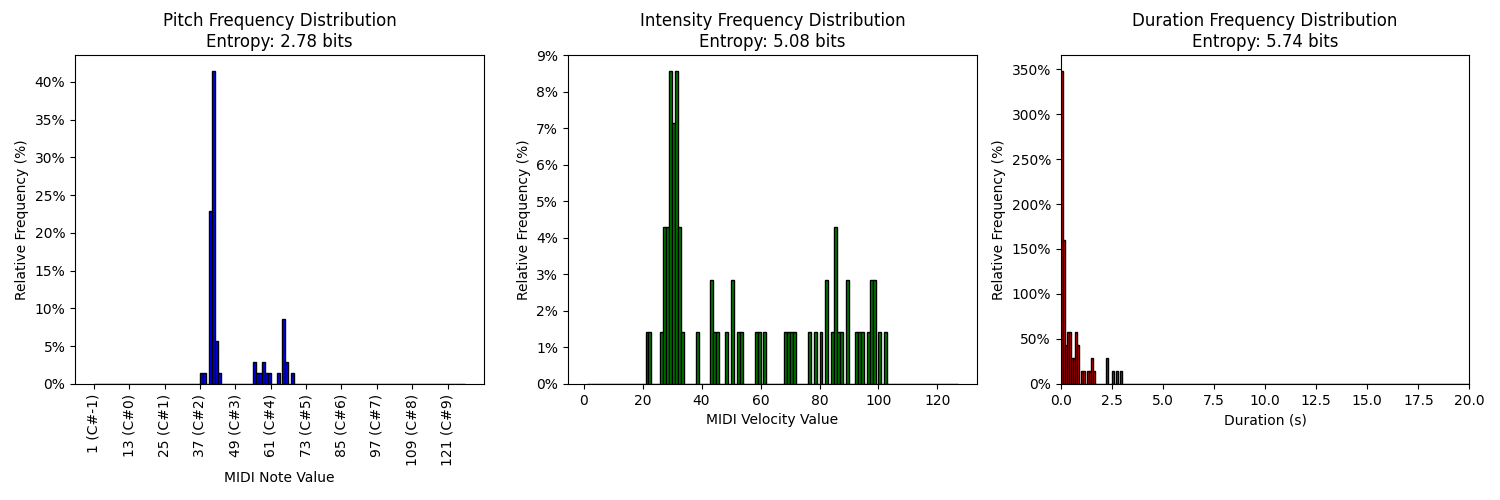 Pitch Frequency Distribution
Entropy: 2.78 bits
Relative Frequency (%)
40%
35%
30%
25%
20%
15%
10%
5%
0%
1 (C#-1)
13 (C#0)
25 (C#1)
37 (C#2)
49 (C#3)
61 (C#4)
73 (C#5)
85 (C#6)
97 (C#7)
109 (C#8)
121 (C#9)
MIDI Note Value
Intensity Frequency Distribution
Entropy: 5.08 bits
Relative Frequency (%)
9%
8%
7%
6%
5%
4%
3%
2%
1%
0%
0 20 40 60 80 100 120
MIDI Velocity Value
Duration Frequency Distribution
Entropy: 5.74 bits
Relative Frequency (%)
350%
300%
250%
200%
150%
100%
50%
0%
0.0 2.5 5.0 7.5 10.0 12.5 15.0 17.5 20.0
Duration (s)